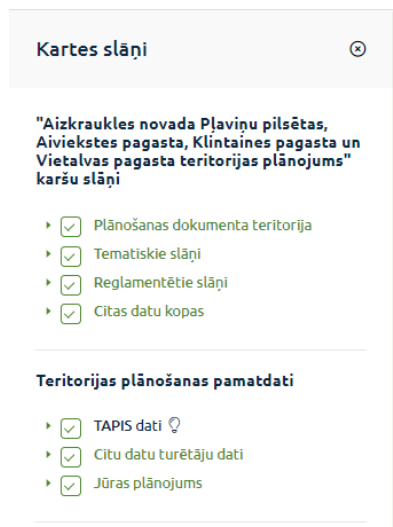 Kartes slāņi
"Aizkraukles novada Pļaviņu pilsētas,
Aiviekstes pagasta, Klintaines pagasta un
Vietalvas pagasta teritorijas plānojums"
karšu slāņi
Plānošanas dokumenta teritorija
Tematiskie slāņi
Reglamentētie slāņi
Citas datu kopas
Teritorijas plānošanas pamatdati
TAPIS dati
Citu datu turētāju dati
Jūras plānojums